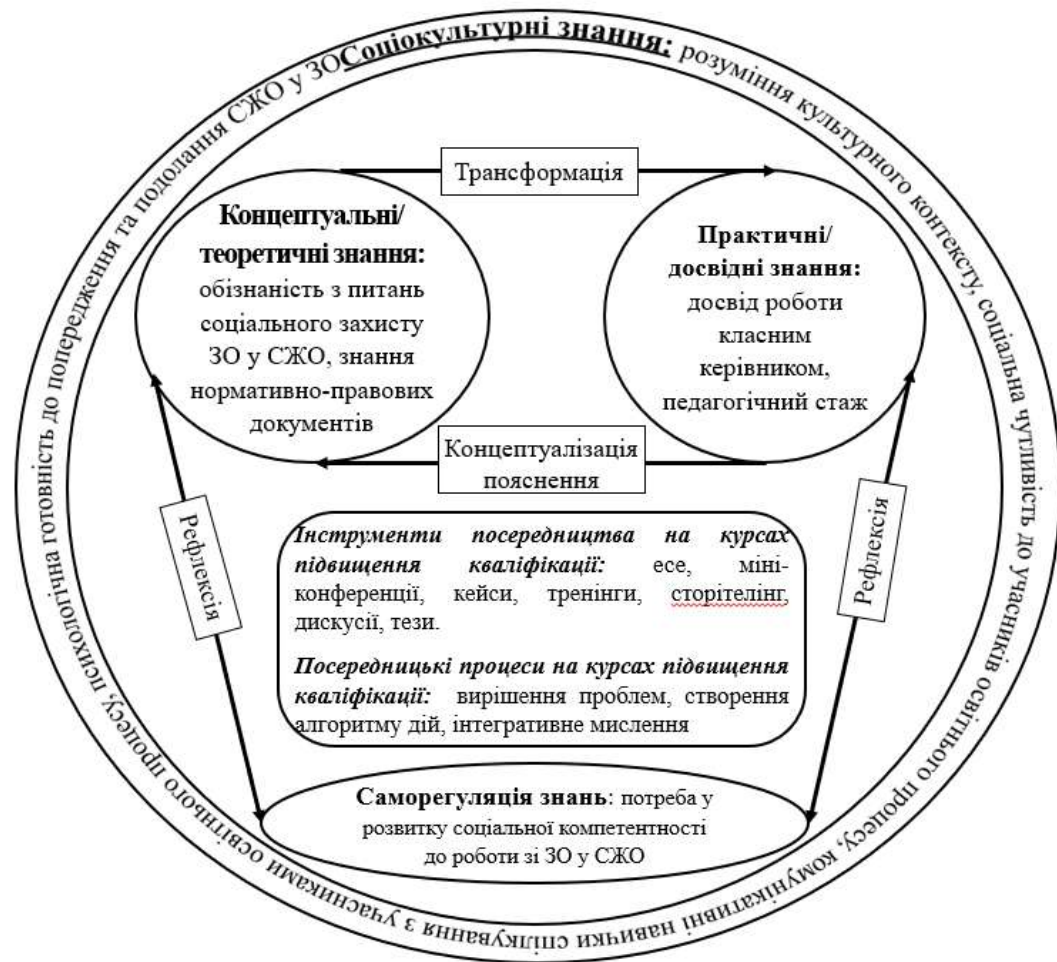 Соціокультурні знання: розуміння культурного контексту, соціальна чутливість до учасників освітнього процесу, комунікативні навички спілкування з учасниками освітнього процесу, психологічна готовність до попередження та подолання СЖО у ЗО
Трансформація
Концептуальні/
теоретичні знання:
обізнаність з питань
соціального захисту
ЗО у СЖО, знання
нормативно-правових
документів
Практичні/
досвідні знання:
досвід роботи
класним
керівником,
педагогічний стаж
Концептуалізація
пояснення
Рефлексія
Рефлексія
Інструменти посередництва на курсах
підвищення кваліфікації: есе, міні-
конференції, кейси, тренінги, сторітелінг,
дискусії, тези.
Посередницькі процеси на курсах підвищення
кваліфікації: вирішення проблем, створення
алгоритму дій, інтегративне мислення
Саморегуляція знань: потреба у
розвитку соціальної компетентності
до роботи зі ЗО у СЖО